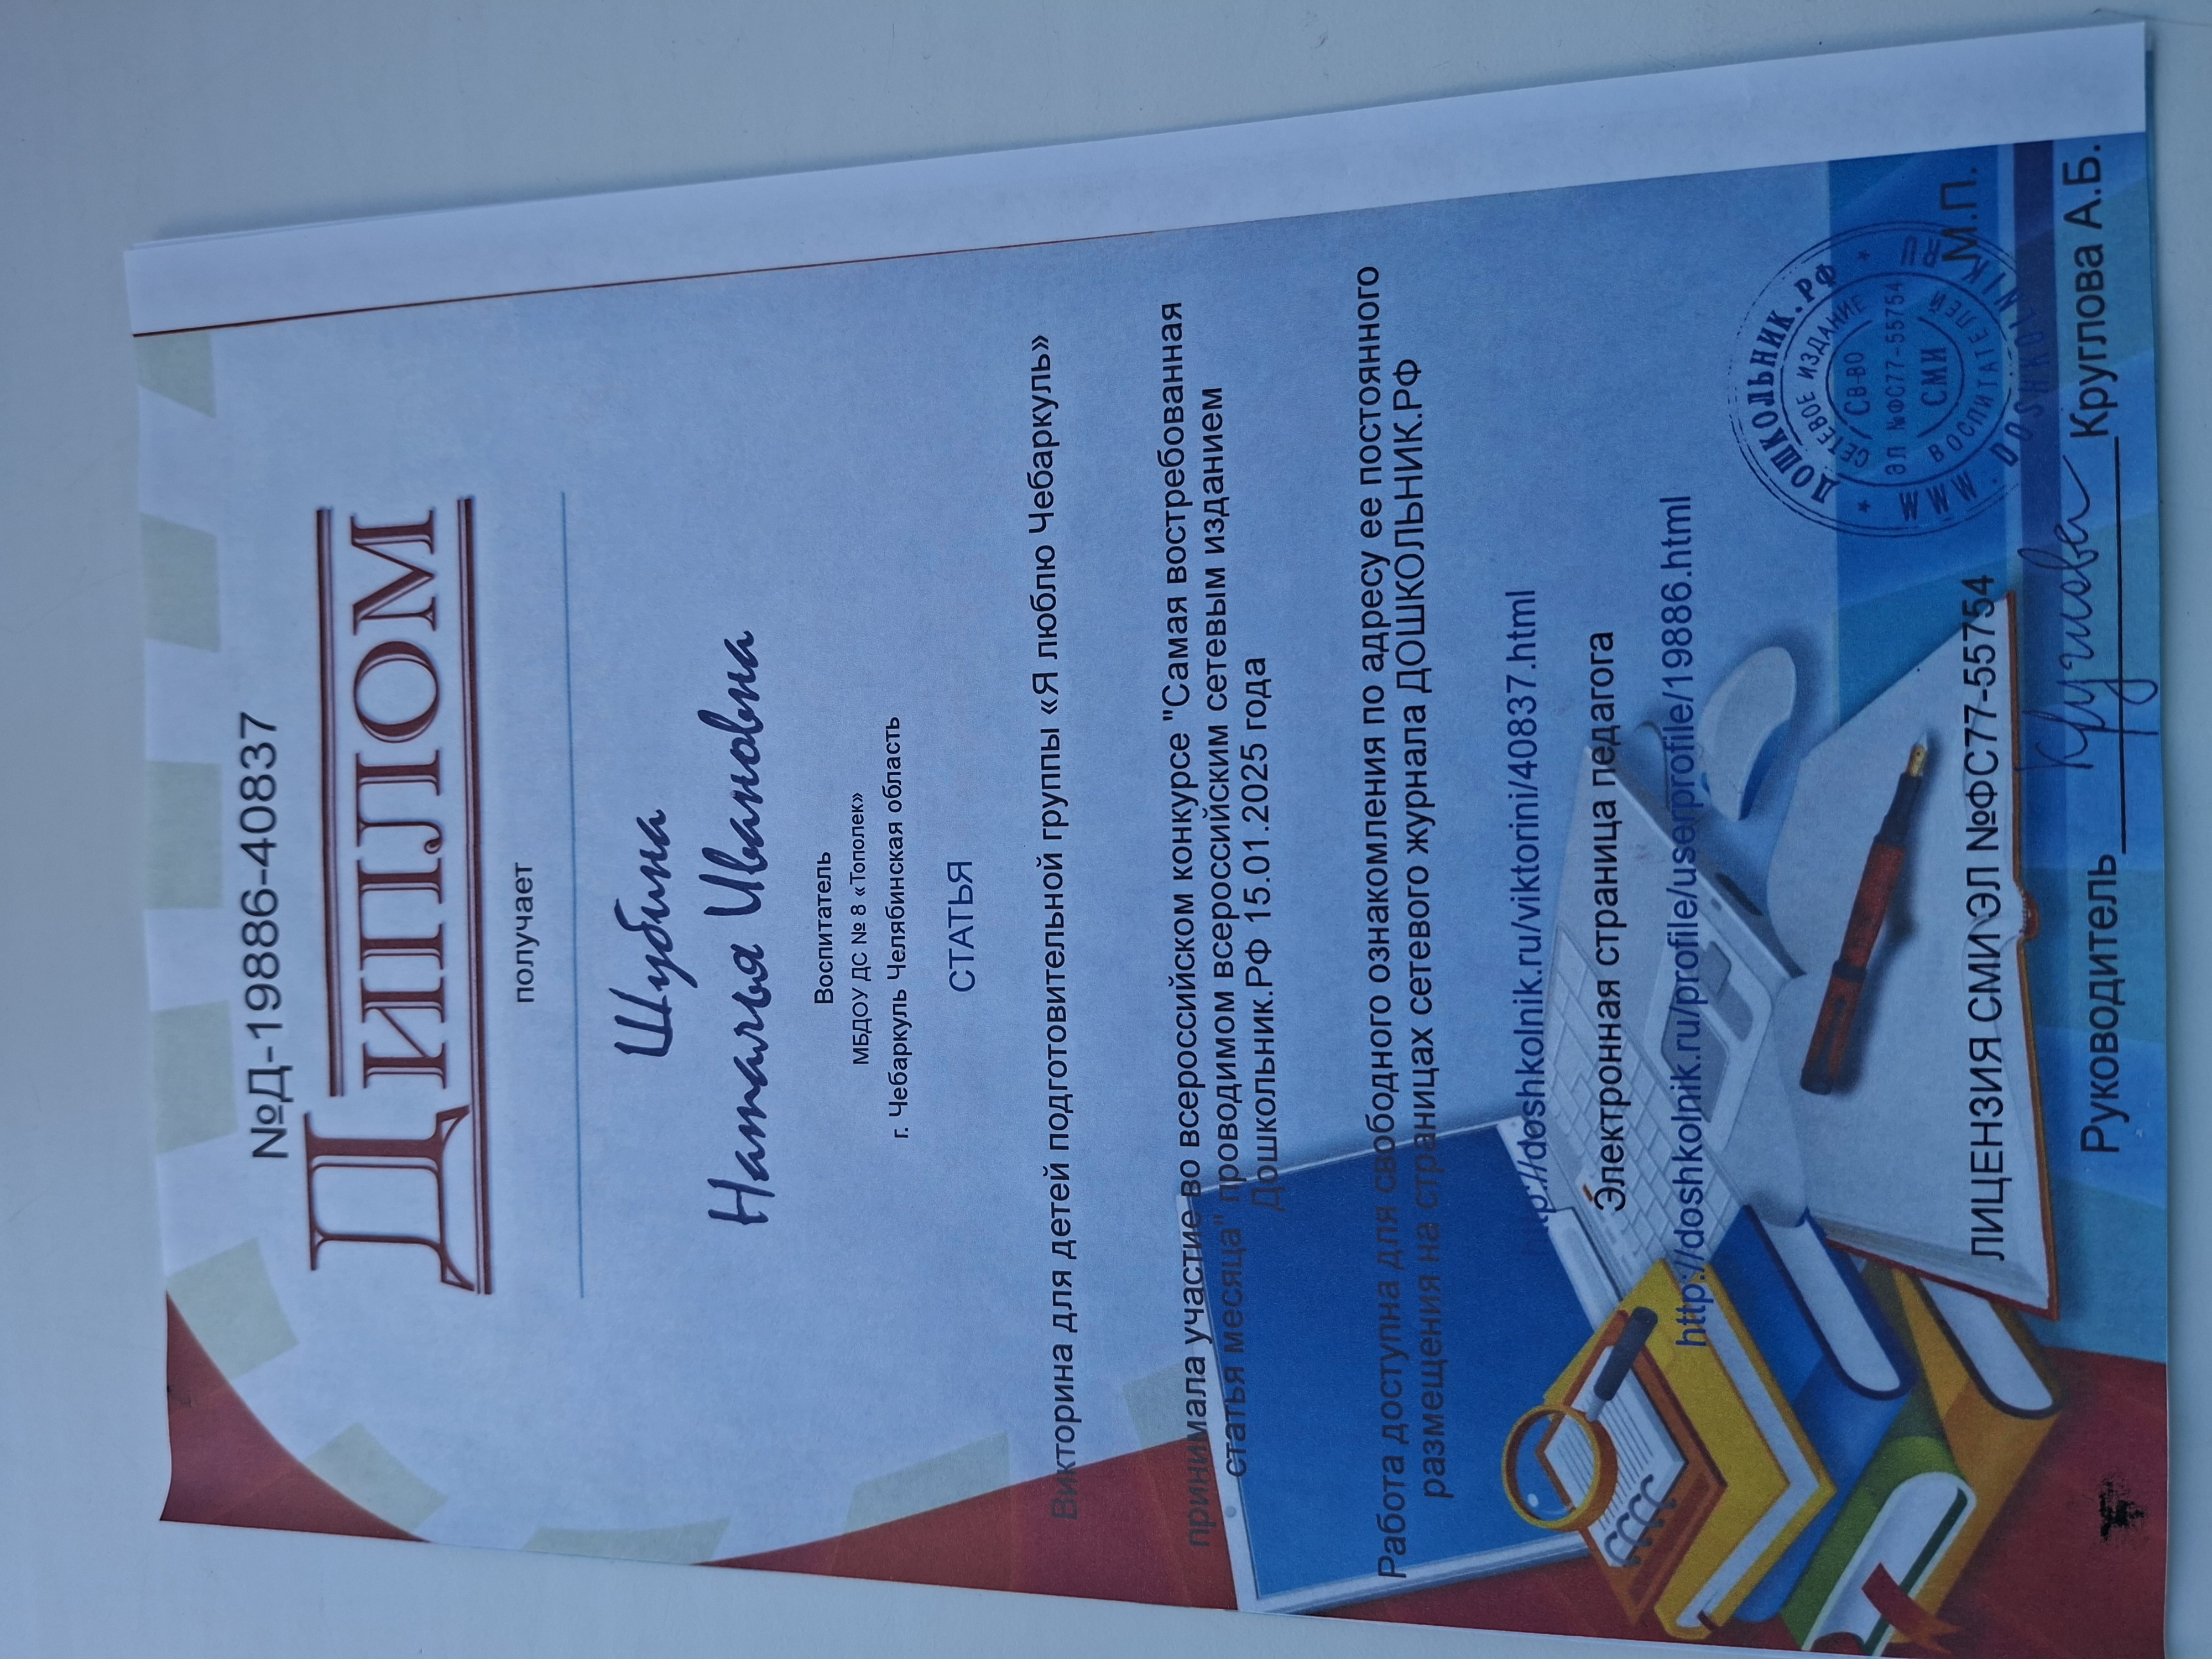 №Д-19886-40837
ДИПЛОМ
получает
Шубина
Наталья Ивановна
Воспитатель
МБДОУ ДС № 8 «Тополек»
г. Чебаркуль Челябинская область
СТАТЬЯ
Викторина для детей подготовительной группы «Я люблю Чебаркуль»
принимала участие во всероссийском конкурсе "Самая востребованная
статья месяца" проводимом всероссийским сетевым изданием
Дошкольник.РФ 15.01.2025 года
Работа доступна для свободного ознакомления по адресу ее постоянного
размещения на страницах сетевого журнала ДОШКОЛЬНИК.РФ
http://doshkolnik.ru/viktorini/40837.html
Электронная страница педагога
http://doshkolnik.ru/profile/userprofile/19886.html
ДОШКОЛЬНИК.РФ
СЕТЕВОЕ ИЗДАНИЕ
СВ-ВО
ЭЛ №ФС77-55754
СМИ
WWW.DOSHKOLNIK
М.П.
ЛИЦЕНЗИЯ СМИ ЭЛ №ФС77-55754
Руководитель Круглова А.Б.